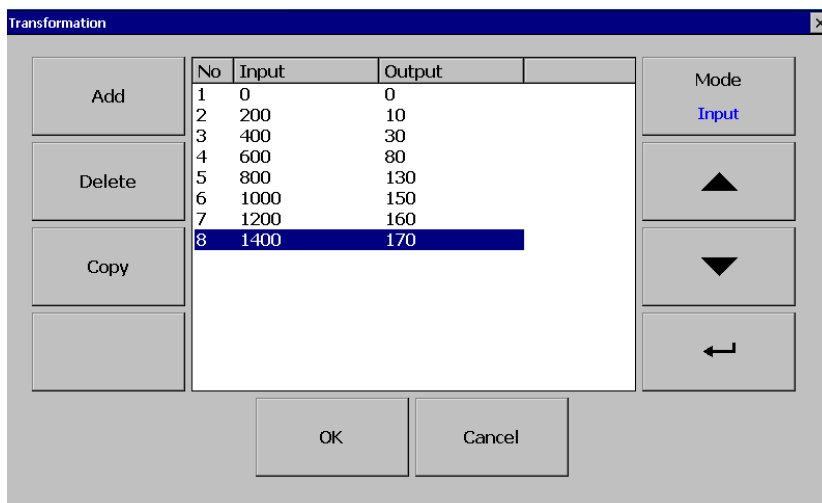 Transformation
Add
Delete
Copy
No Input Output
1 0 0
2 200 10
3 400 30
4 600 80
5 800 130
6 1000 150
7 1200 160
8 1400 170
Mode
Input
OK
Cancel